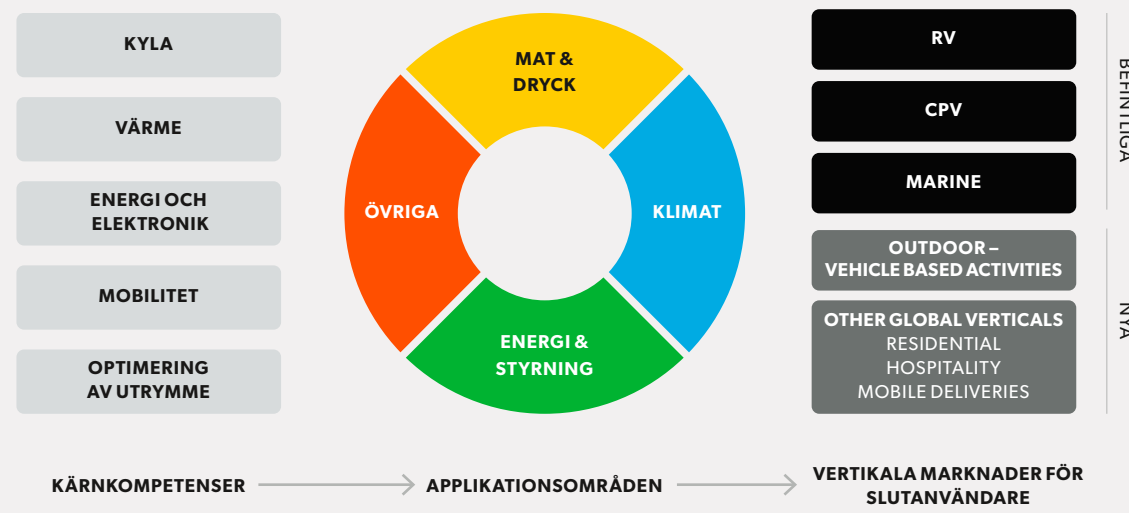 KYLA
VÄRME
ENERGI OCH
ELEKTRONIK
MOBILITET
OPTIMERING
AV UTRYMME
MAT &
DRYCK
ÖVRIGA
KLIMAT
ENERGI &
STYRNING
RV
CPV
MARINE
OUTDOOR –
VEHICLE BASED ACTIVITIES
OTHER GLOBAL VERTICALS
RESIDENTIAL
HOSPITALITY
MOBILE DELIVERIES
BEFINTLIGA
NYA
KÄRNKOMPETENSER
APPLIKATIONSOMRÅDEN
VERTIKALA MARKNADER FÖR
SLUTANVÄNDARE